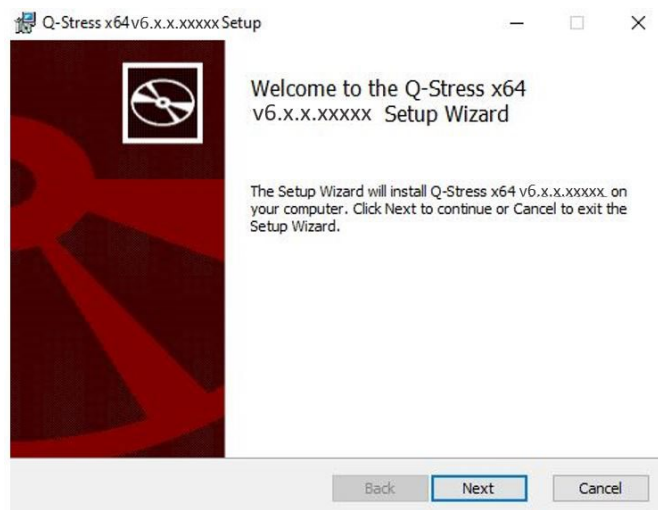 Q-Stress x64 v6.x.x.xxxxx Setup
Welcome to the Q-Stress x64
v6.x.x.xxxxx Setup Wizard
The Setup Wizard will install Q-Stress x64 v6.x.x.xxxxx on
your computer. Click Next to continue or Cancel to exit the
Setup Wizard.
Back Next Cancel